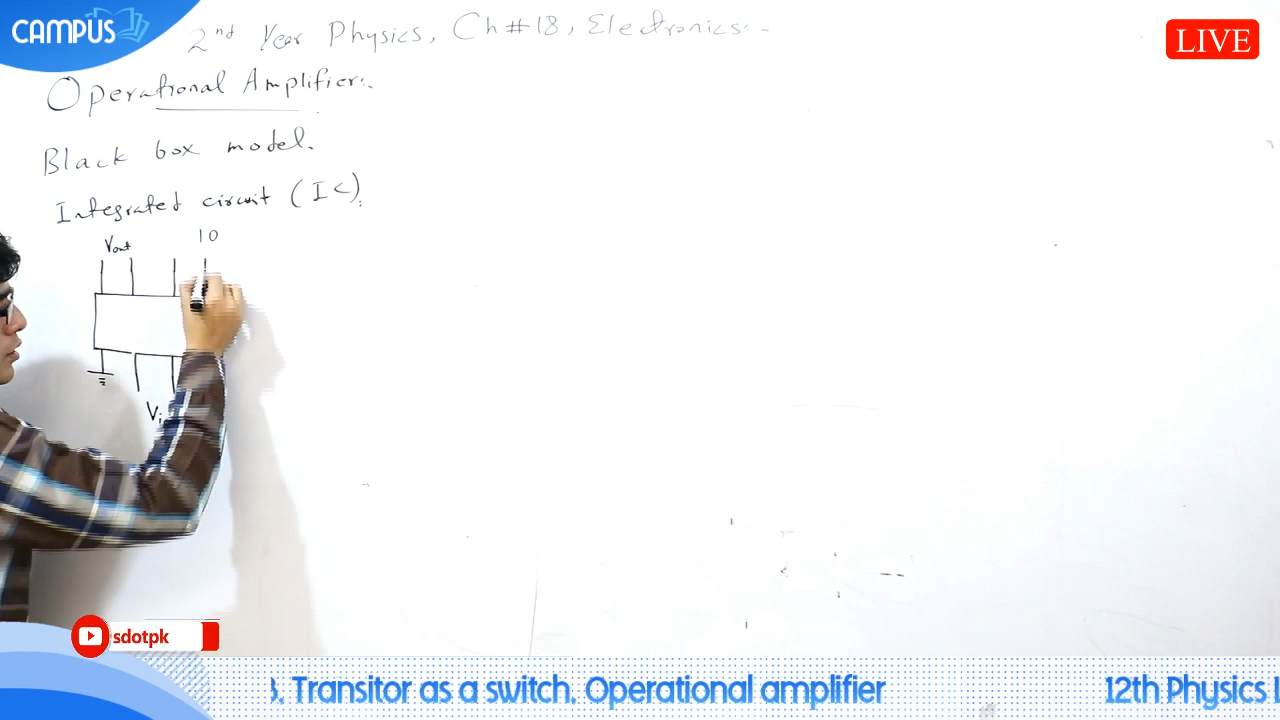 CAMPUS
LIVE
2nd Year Physics, Ch # 18, Electronics:-
Operational Amplifier:.
Black box model.
Integrated circuit (IC).
Vout
10
Vi
sdotpk
Transitor as a switch, Operational amplifier
12th Physics